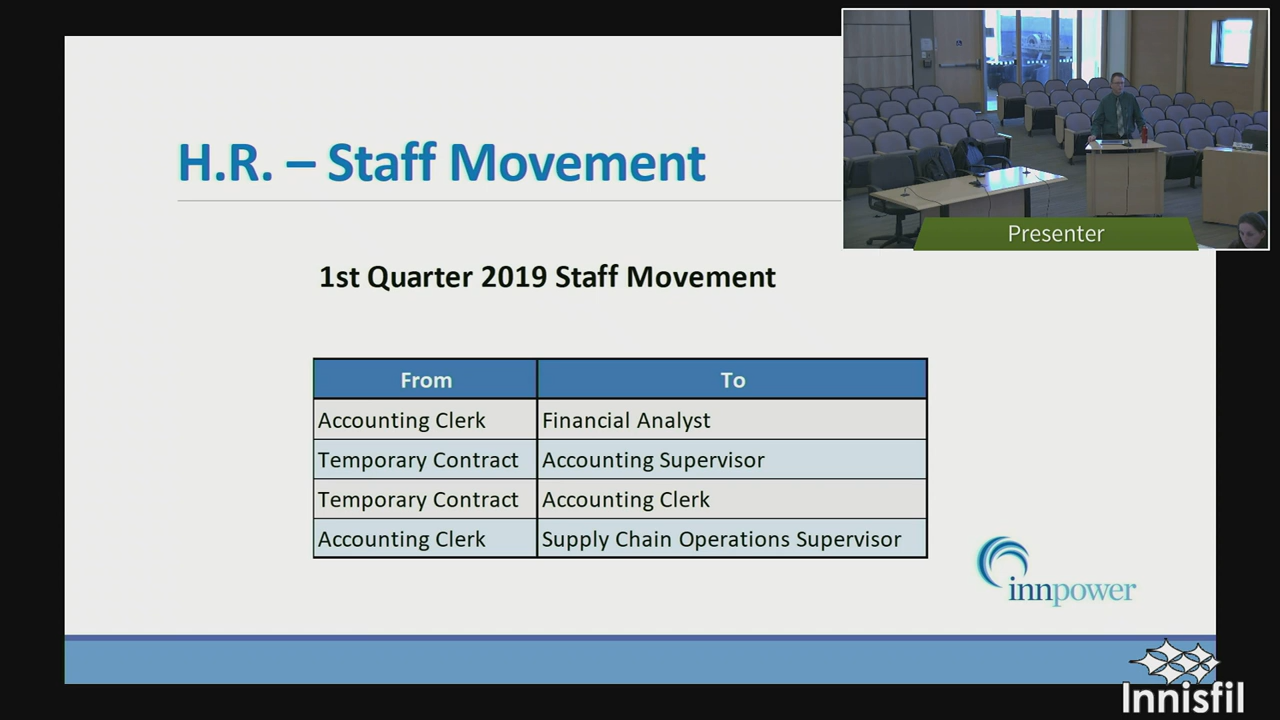 H.R. – Staff Movement
Presenter
1st Quarter 2019 Staff Movement
From To
Accounting Clerk Financial Analyst
Temporary Contract Accounting Supervisor
Temporary Contract Accounting Clerk
Accounting Clerk Supply Chain Operations Supervisor
innpower
Innisfil